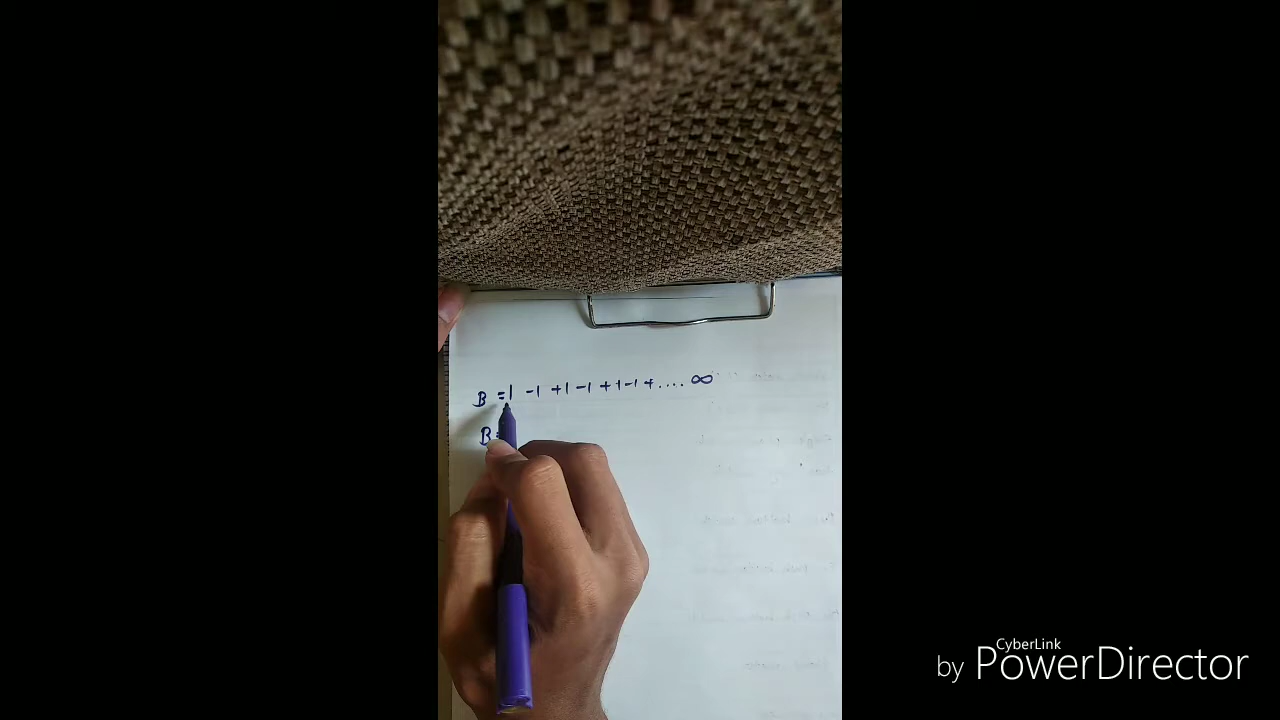 B = 1 -1 +1 -1 +1 -1 + .... ∞
B =
CyberLink
by PowerDirector